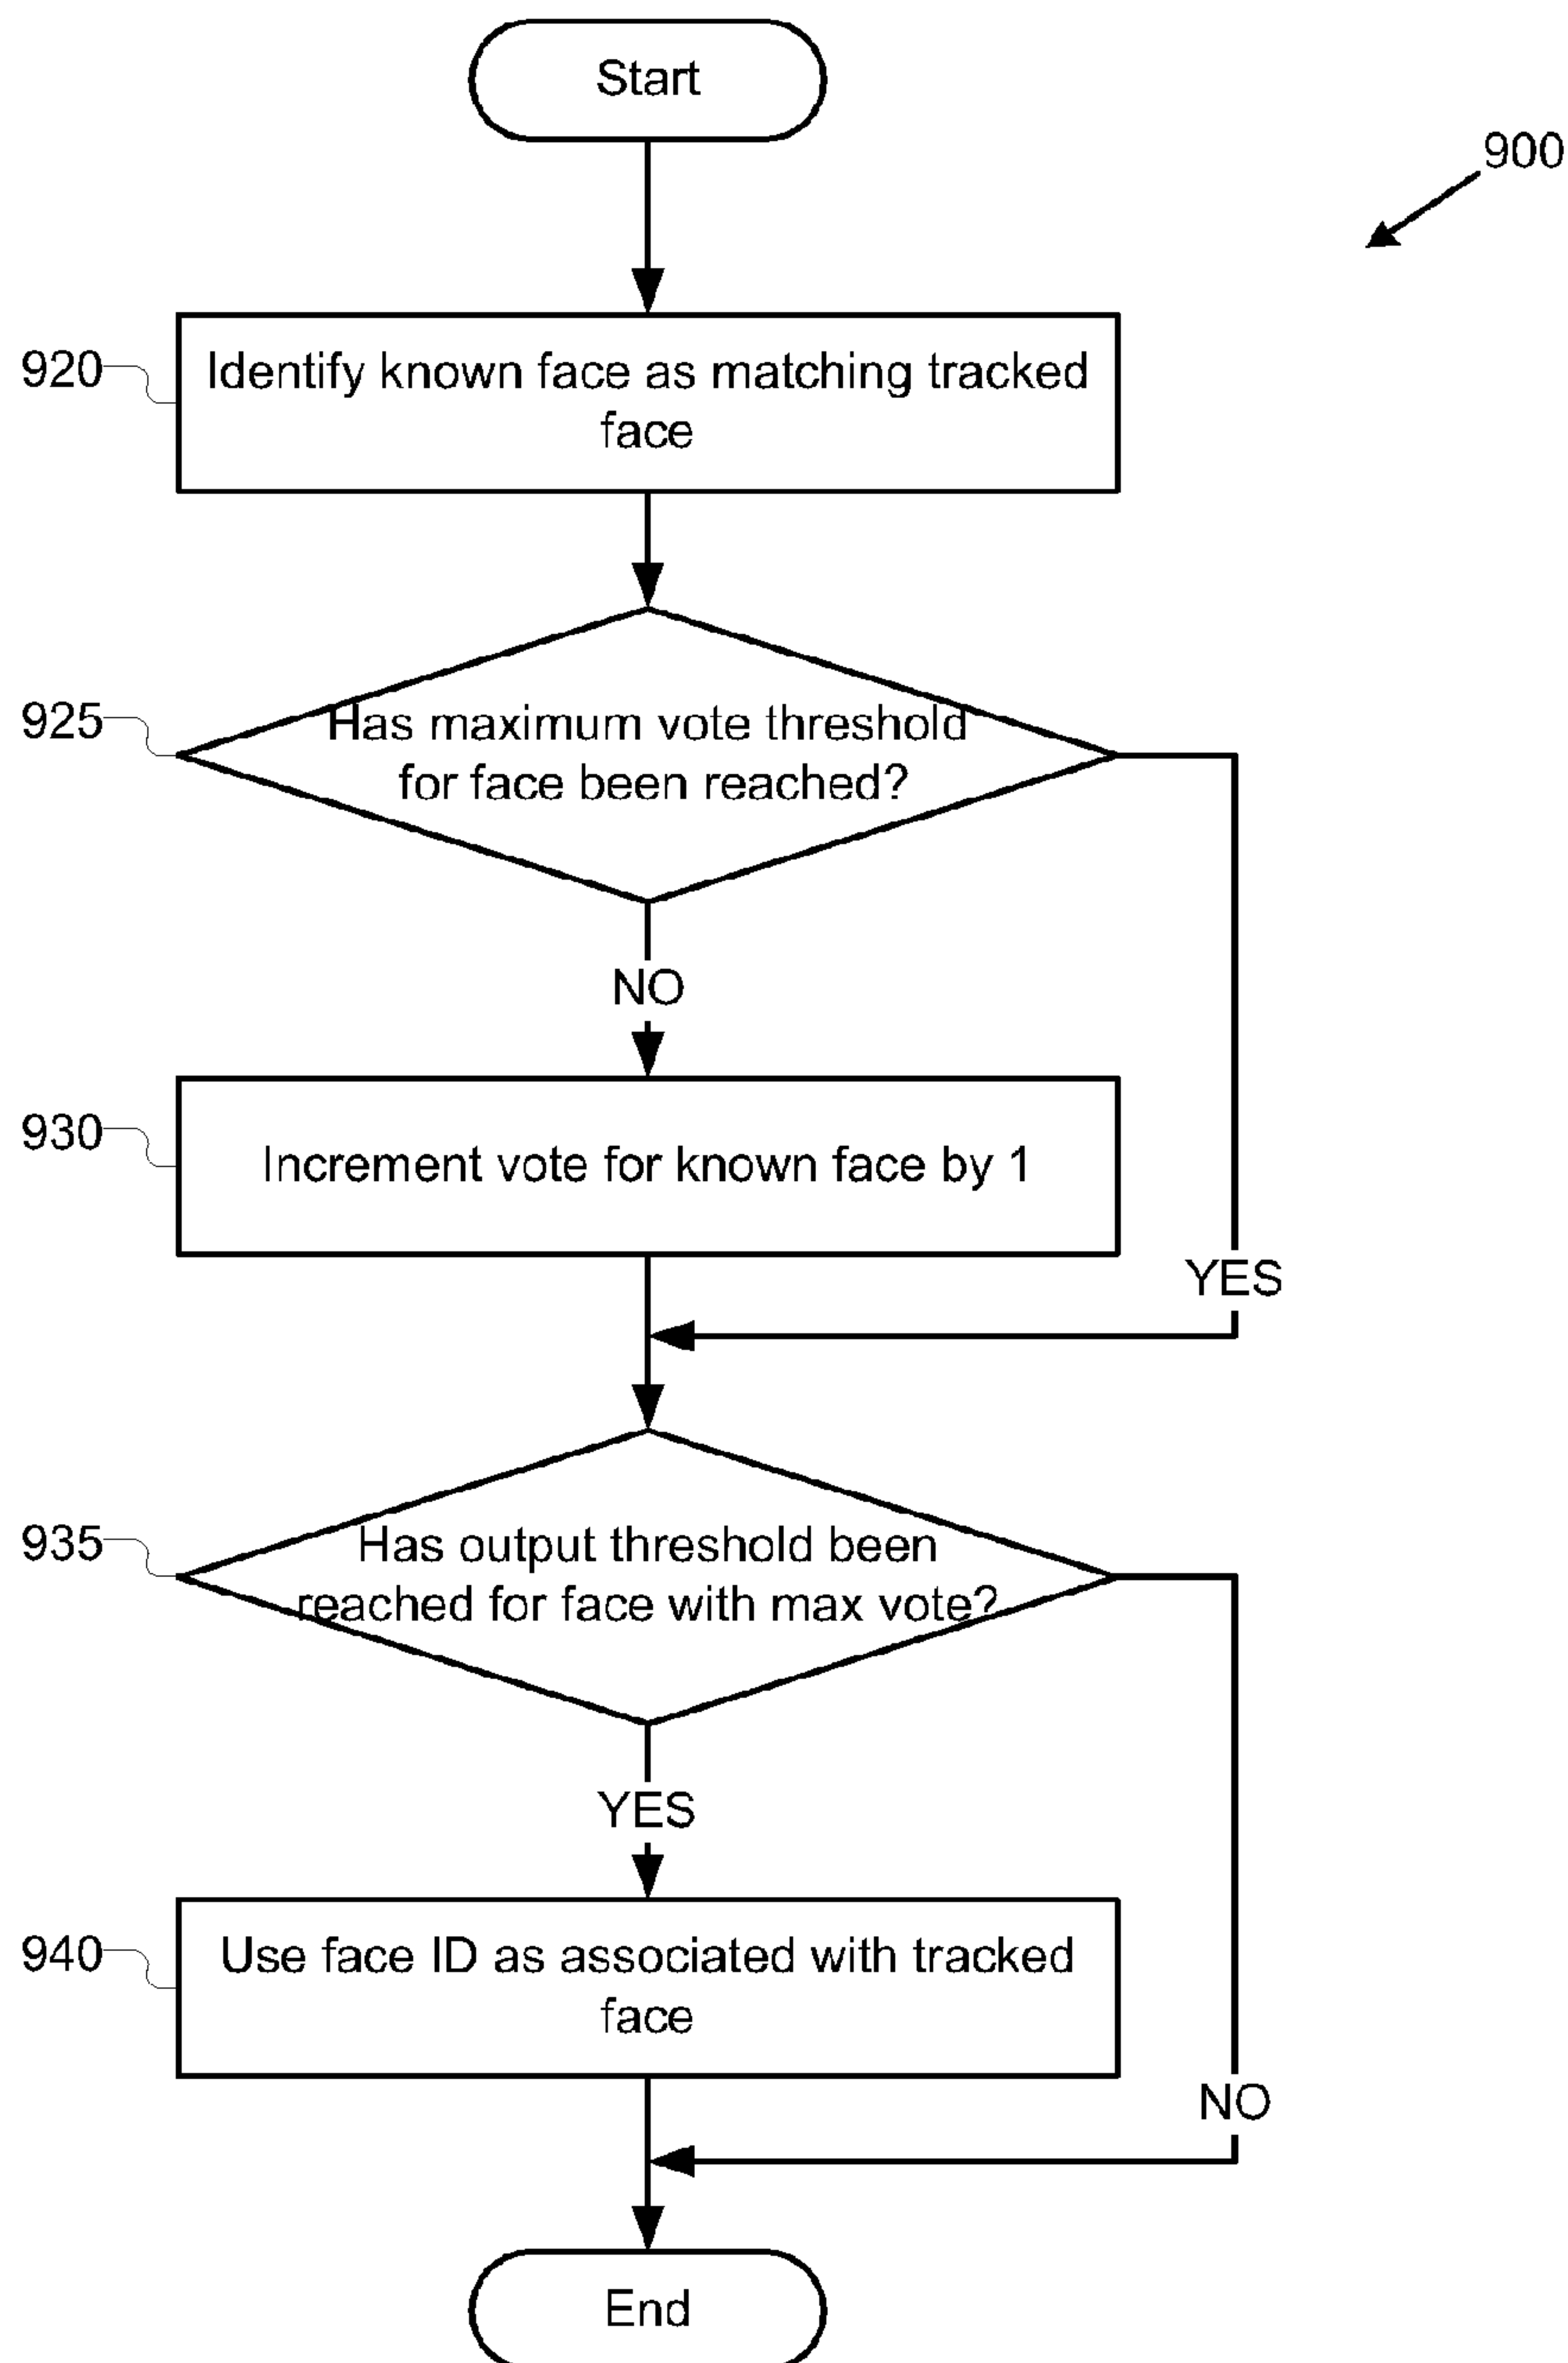 Start
900
920
Identify known face as matching tracked
face
925
Has maximum vote threshold
for face been reached?
NO
930
Increment vote for known face by 1
YES
935
Has output threshold been
reached for face with max vote?
YES
940
Use face ID as associated with tracked
face
NO
End